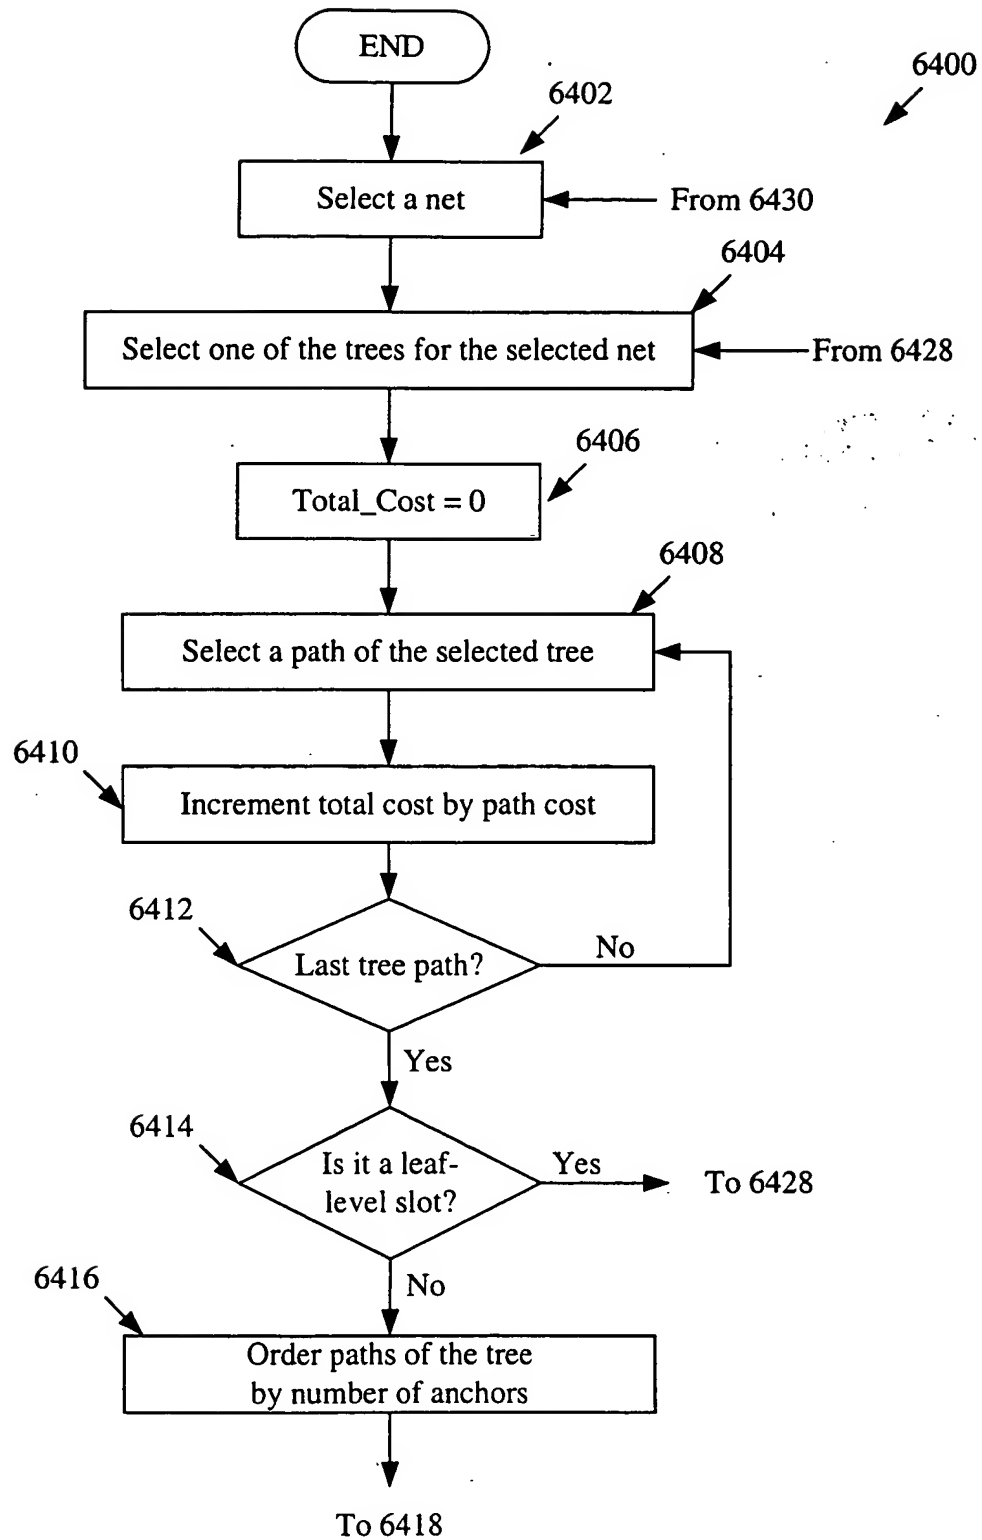 END
6400
6402
Select a net
From 6430
6404
Select one of the trees for the selected net
From 6428
6406
Total_Cost = 0
6408
Select a path of the selected tree
6410
Increment total cost by path cost
6412
Last tree path?
No
Yes
6414
Is it a leaf-
level slot?
Yes
To 6428
No
6416
Order paths of the tree
by number of anchors
To 6418